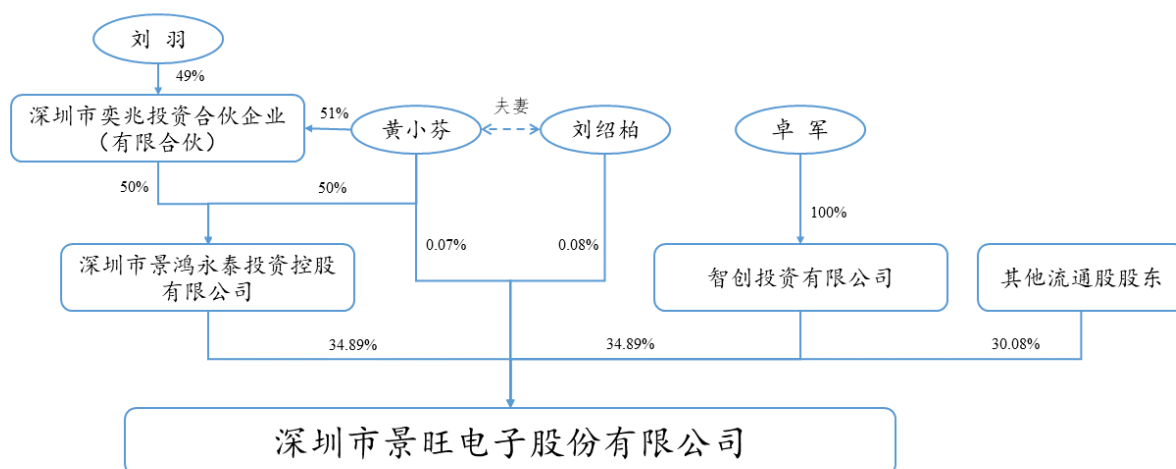 刘 羽
49%
深圳市奕兆投资合伙企业
（有限合伙）
51%
黄小芬
夫妻
刘绍柏
卓 军
50%
50%
100%
0.07%
0.08%
深圳市景鸿永泰投资控股
有限公司
智创投资有限公司
其他流通股股东
34.89%
34.89%
30.08%
深圳市景旺电子股份有限公司